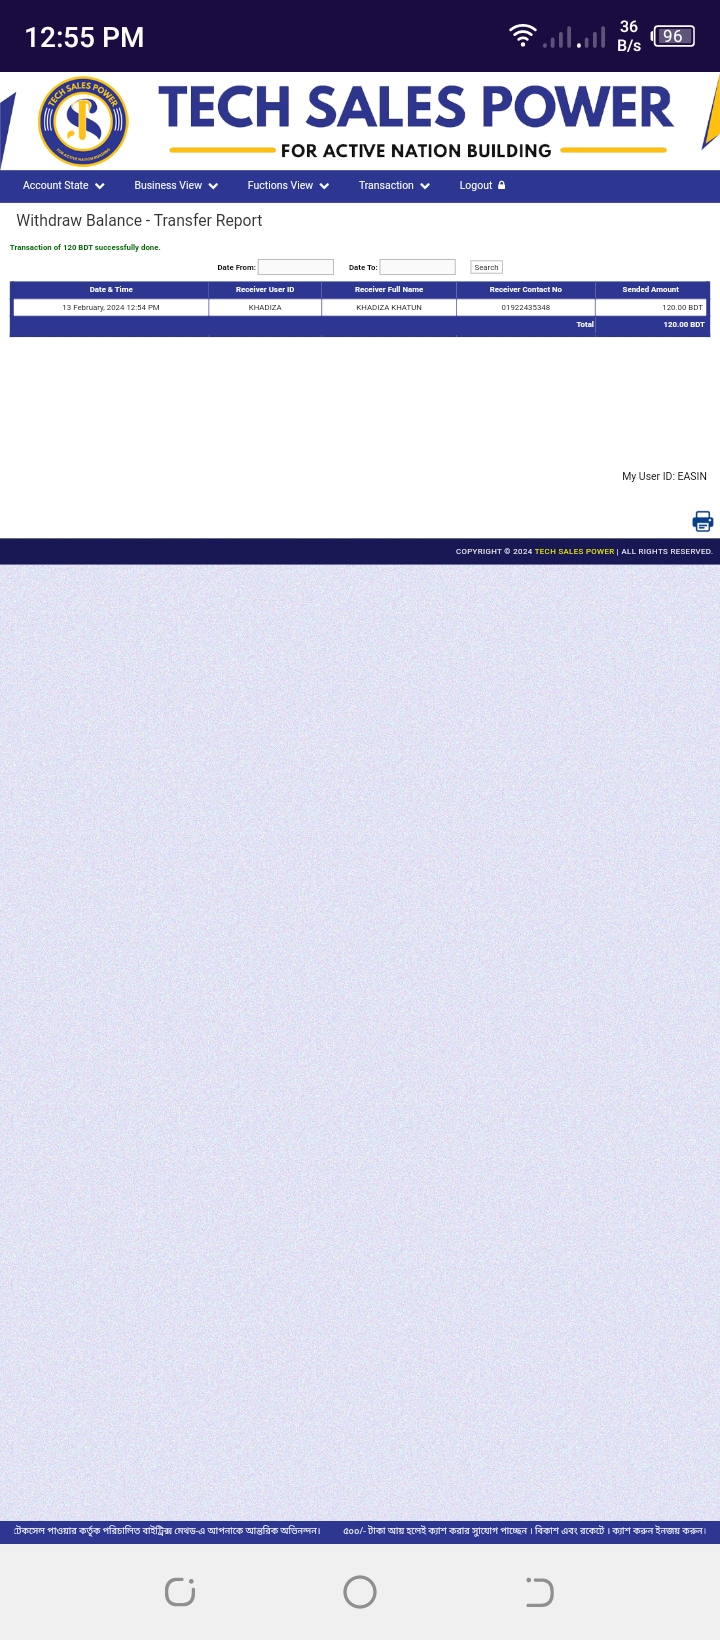 12:55 PM
36
B/s
96
TECH SALES POWER
FOR ACTIVE NATION BUILDING
TECH SALES POWER
FOR ACTIVE NATION BUILDING
Account State
Business View
Fuctions View
Transaction
Logout
Withdraw Balance - Transfer Report
Transaction of 120 BDT successfully done.
Date From: Date To: Search
Date & Time Receiver User ID Receiver Full Name Receiver Contact No Sended Amount
13 February, 2024 12:54 PM KHADIZA KHADIZA KHATUN 01922435348 120.00 BDT
Total 120.00 BDT
My User ID: EASIN
COPYRIGHT © 2024 TECH SALES POWER | ALL RIGHTS RESERVED.
টেকসেল পাওয়ার কর্তৃক পরিচালিত বাইট্রিক্স মেথড-এ আপনাকে আন্তরিক অভিনন্দন। ৫০০/- টাকা আয় হলেই ক্যাশ করার সুযোগ পাচ্ছেন । বিকাশ এবং রকেটে । ক্যাশ করুন ইনজয় করুন।